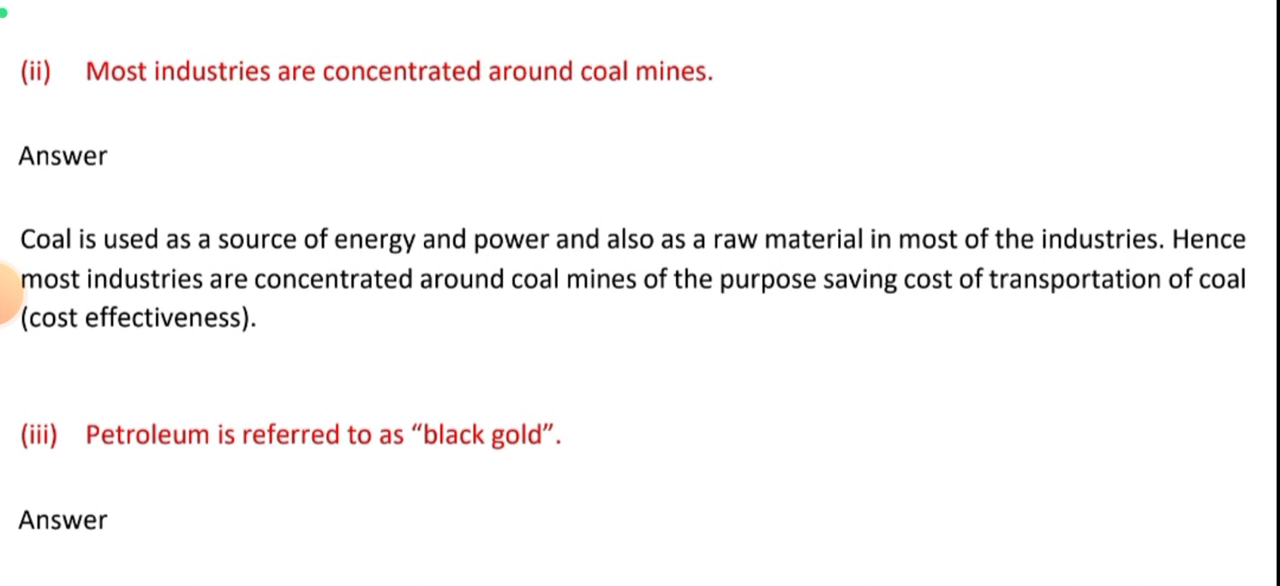 (ii) Most industries are concentrated around coal mines.
Answer
Coal is used as a source of energy and power and also as a raw material in most of the industries. Hence
most industries are concentrated around coal mines of the purpose saving cost of transportation of coal
(cost effectiveness).
(iii) Petroleum is referred to as “black gold”.
Answer